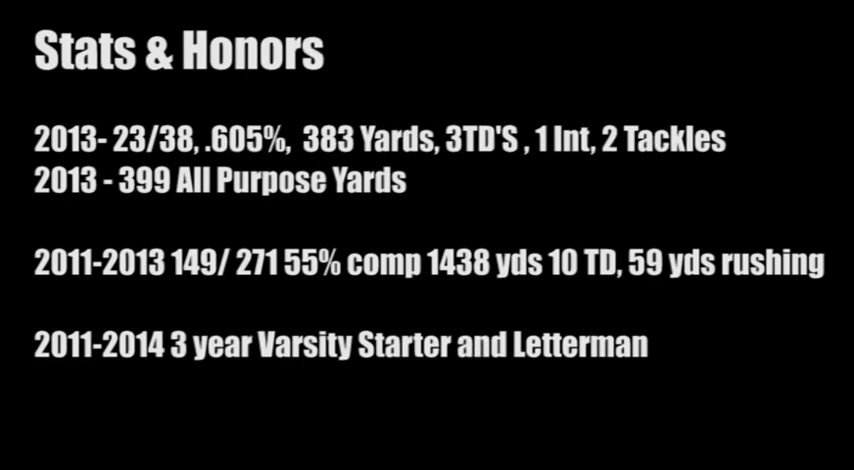 Stats & Honors
2013- 23/38, .605%, 383 Yards, 3TD'S , 1 Int, 2 Tackles
2013 - 399 All Purpose Yards
2011-2013 149/ 271 55% comp 1438 yds 10 TD, 59 yds rushing
2011-2014 3 year Varsity Starter and Letterman